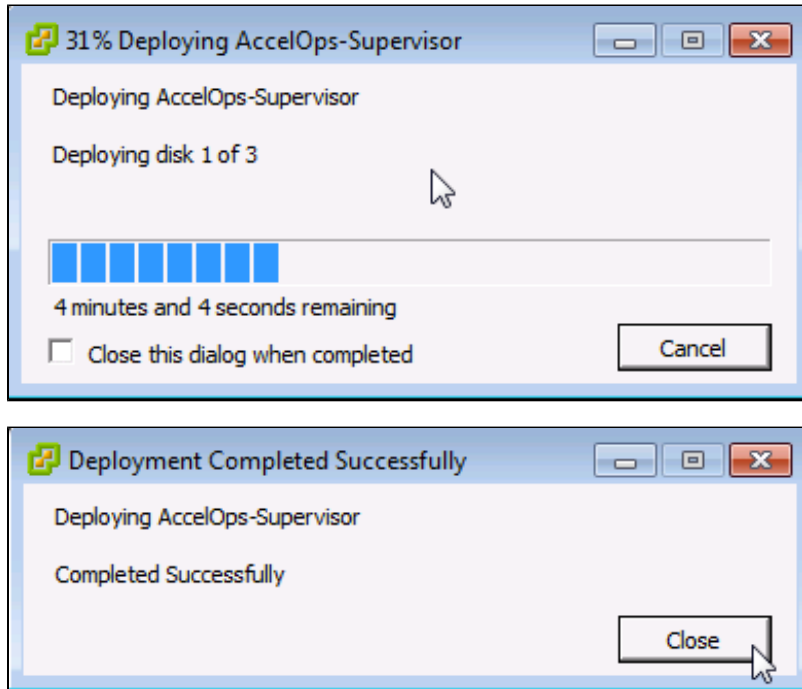 31% Deploying AccelOps-Supervisor
Deploying AccelOps-Supervisor
Deploying disk 1 of 3
4 minutes and 4 seconds remaining
Close this dialog when completed
Cancel
Deployment Completed Successfully
Deploying AccelOps-Supervisor
Completed Successfully
Close